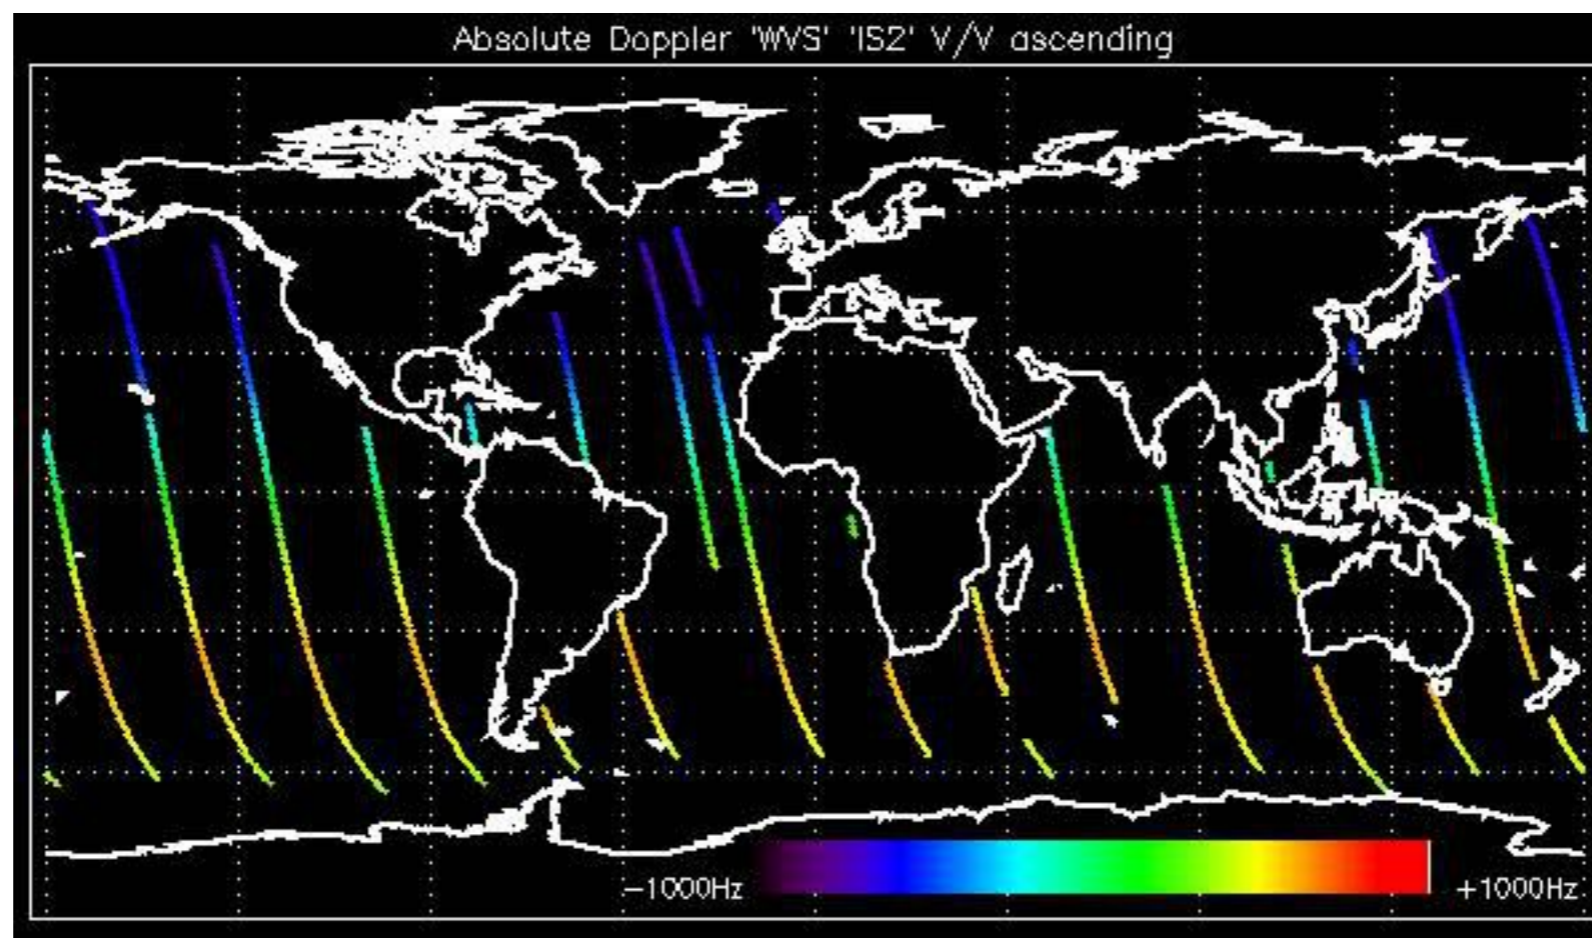 Absolute Doppler 'WVS' 'IS2' V/V ascending
-1000Hz
+1000Hz